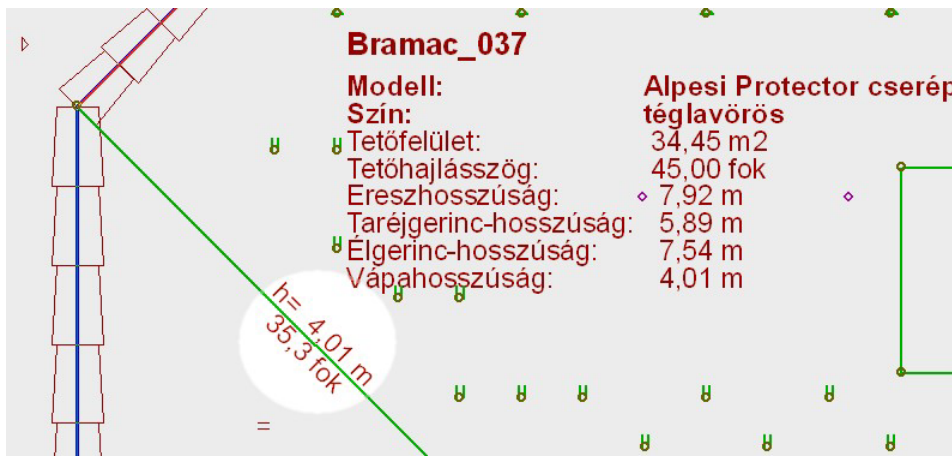 Bramac_037
Modell: Alpesi Protector cserép
Szín: téglavörös
Tetőfelület: 34,45 m2
Tetőhajlásszög: 45,00 fok
Ereszhosszúság: 7,92 m
Taréjgerinc-hosszúság: 5,89 m
Élgerinc-hosszúság: 7,54 m
Vápahosszúság: 4,01 m
h= 4,01 m
35,3 fok